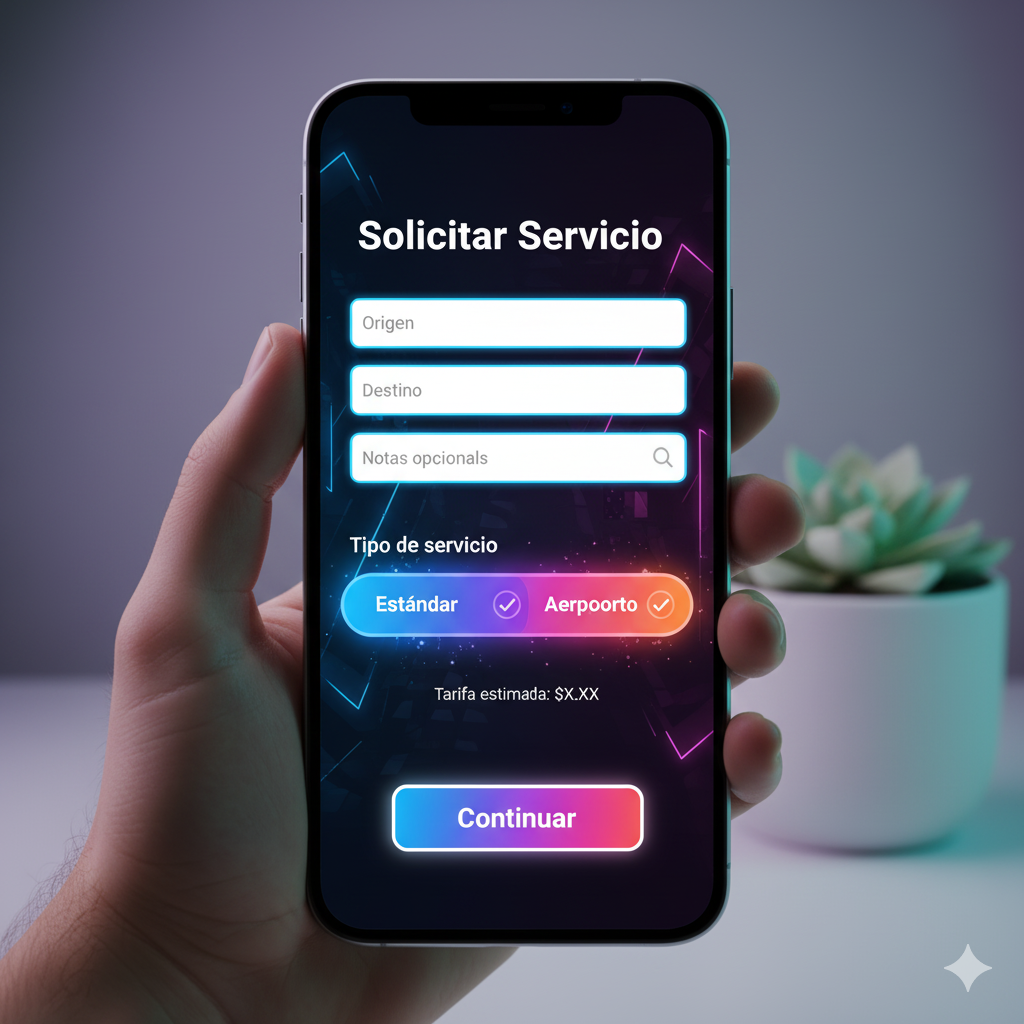 Solicitar Servicio
Origen
Destino
Notas opcionals
Tipo de servicio
Estándar
Aerpoorto
Tarifa estimada: $X.XX
Continuar